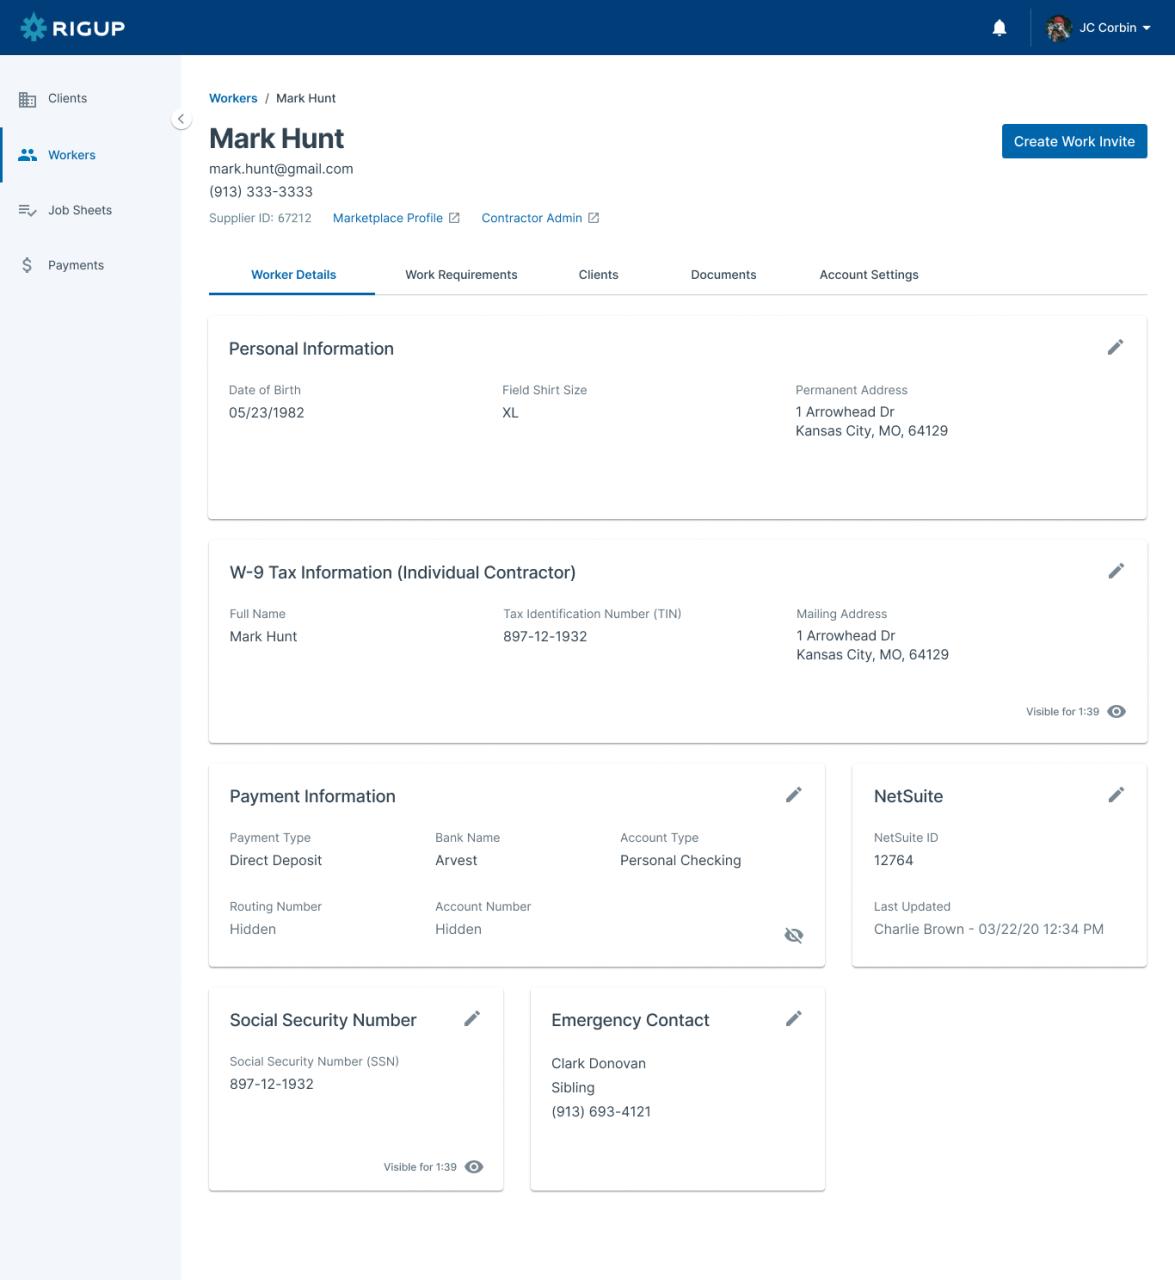 RIGUP
JC Corbin
Clients
Workers
Job Sheets
Payments
Workers / Mark Hunt
Mark Hunt
Create Work Invite
mark.hunt@gmail.com
(913) 333-3333
Supplier ID: 67212 Marketplace Profile Contractor Admin
Worker Details Work Requirements Clients Documents Account Settings
Personal Information
Date of Birth Field Shirt Size Permanent Address
05/23/1982 XL 1 Arrowhead Dr
Kansas City, MO, 64129
W-9 Tax Information (Individual Contractor)
Full Name Tax Identification Number (TIN) Mailing Address
Mark Hunt 897-12-1932 1 Arrowhead Dr
Kansas City, MO, 64129
Visible for 1:39
Payment Information
Payment Type Bank Name Account Type
Direct Deposit Arvest Personal Checking
Routing Number Account Number
Hidden Hidden
NetSuite
NetSuite ID
12764
Last Updated
Charlie Brown - 03/22/20 12:34 PM
Social Security Number
Social Security Number (SSN)
897-12-1932
Visible for 1:39
Emergency Contact
Clark Donovan
Sibling
(913) 693-4121